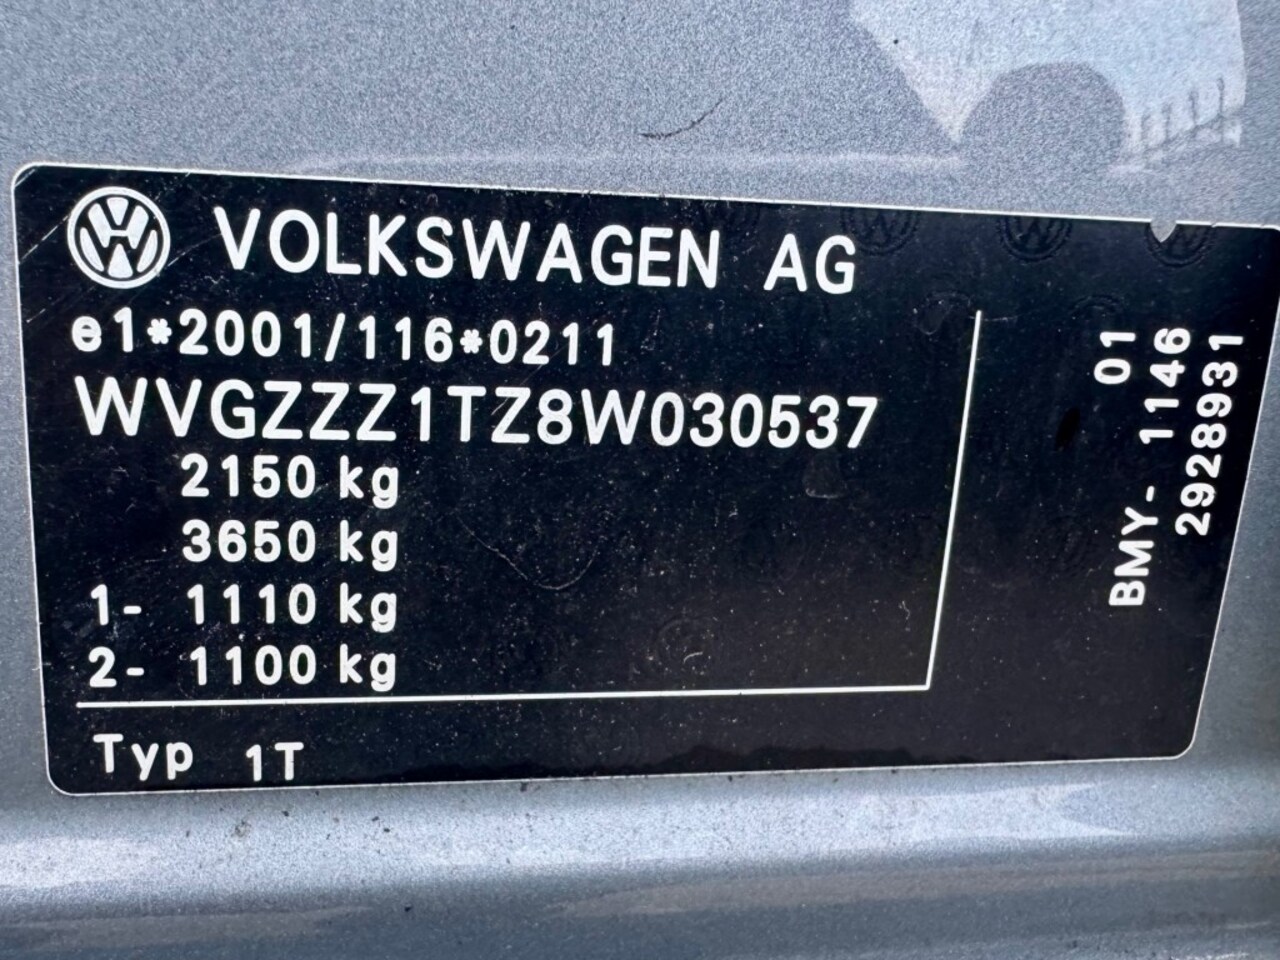 VOLKSWAGEN AG
e1*2001/116*0211
WVGZZZ1TZ8W030537
2150 kg
3650 kg
1- 1110 kg
2- 1100 kg
Typ 1T
01
BMY- 1146
2928931